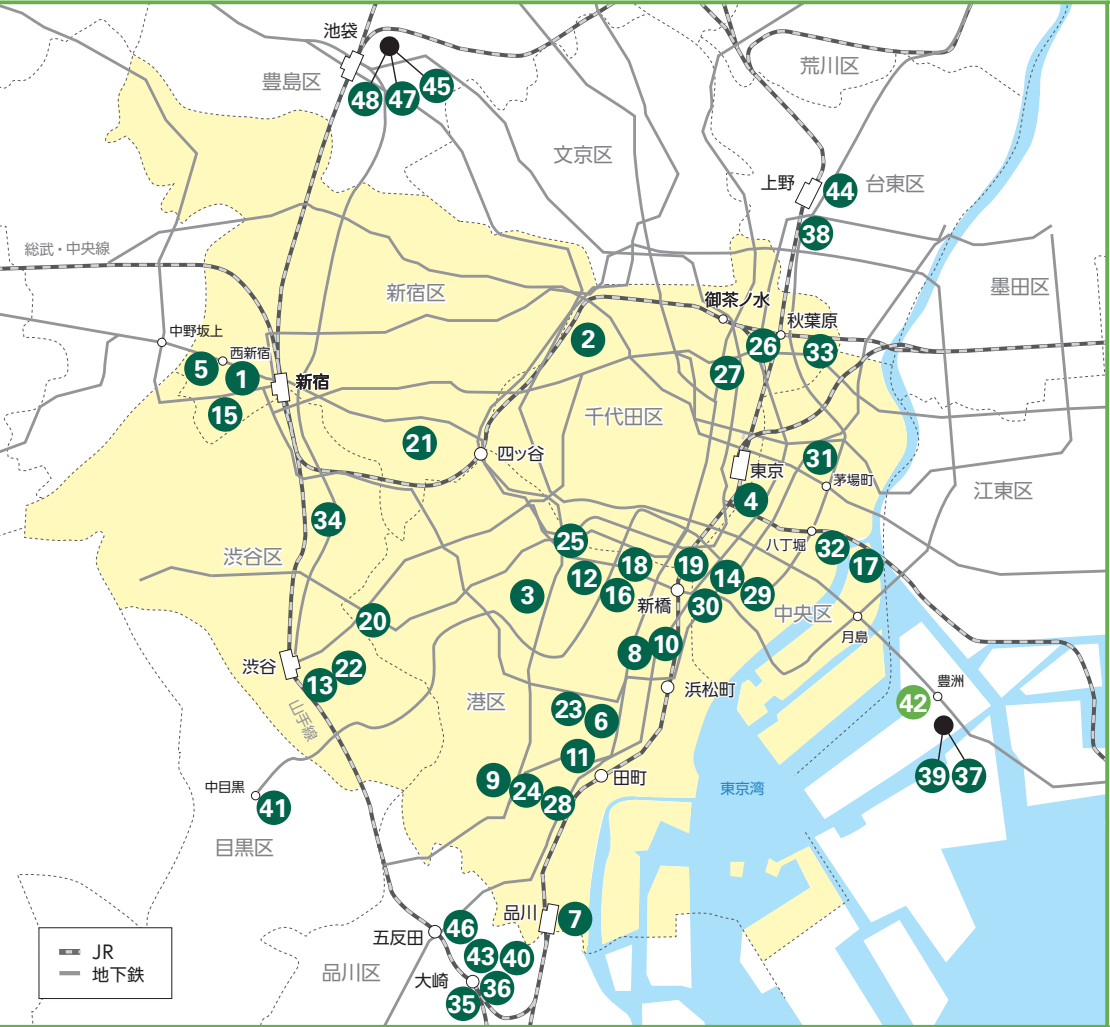 池袋
豊島区
45
47
48
荒川区
文京区
上野
44
台東区
38
総武・中央線
新宿区
墨田区
御茶ノ水
秋葉原
中野坂上
西新宿
2
26
33
5
1
新宿
27
15
千代田区
21
四ッ谷
31
東京
茅場町
4
江東区
34
八丁堀
32
17
渋谷区
25
18
19
12
14
3
16
29
新橋
30
中央区
20
月島
8
10
渋谷
22
13
浜松町
豊洲
港区
42
山手線
23
6
11
39
37
田町
9
24
28
東京湾
中目黒
41
目黒区
品川
7
五反田
46
43
40
JR
地下鉄
品川区
大崎
36
35